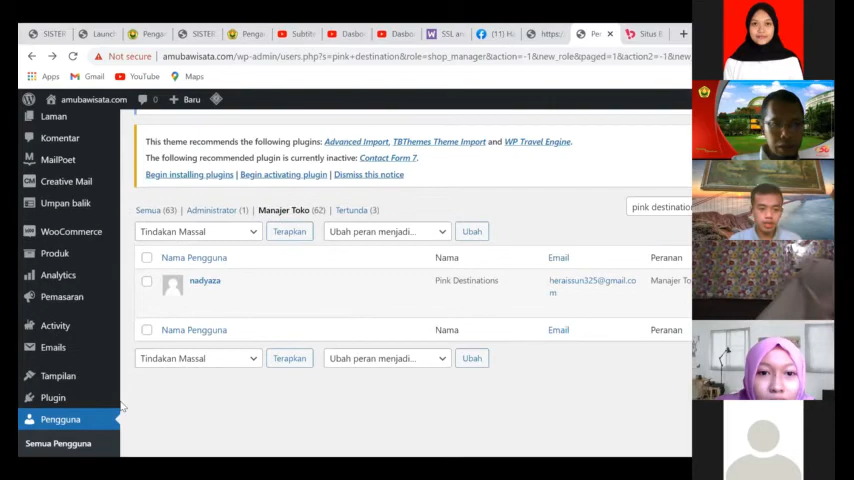 SISTER
Launch
Pengan
SISTER
Penga
Subtitl
Dasbo
Dasbo
SSL an
(11) Ha
https:/
Pe
Situs B
Not secure
amubawisata.com/wp-admin/users.php?s=pink+destination&role=shop_manager&action=-1&new_role&paged=1&action2=-1&new_
Apps
Gmail
YouTube
Maps
amubawisata.com
0
Baru
Laman
Komentar
MailPoet
Creative Mail
Umpan balik
WooCommerce
Produk
Analytics
Pemasaran
Activity
Emails
Tampilan
Plugin
Pengguna
Semua Pengguna
This theme recommends the following plugins: Advanced Import, TBThemes Theme Import and WP Travel Engine.
The following recommended plugin is currently inactive: Contact Form 7.
Begin installing plugins | Begin activating plugin | Dismiss this notice
Semua (63) | Administrator (1) | Manajer Toko (62) | Tertunda (3)
pink destination
Tindakan Massal
Terapkan
Ubah peran menjadi...
Ubah
Nama Pengguna
Nama
Email
Peranan
nadyaza
Pink Destinations
heraissun325@gmail.co
m
Manajer To
Nama Pengguna
Nama
Email
Peranan
Tindakan Massal
Terapkan
Ubah peran menjadi...
Ubah